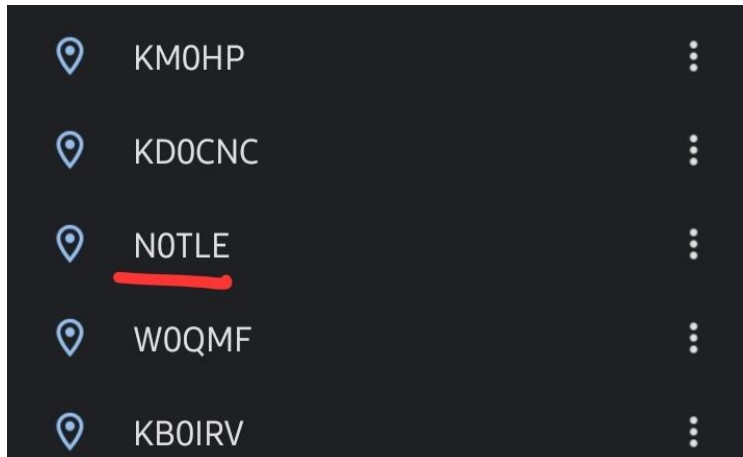 KM0HP
KD0CNC
N0TLE
W0QMF
KB0IRV